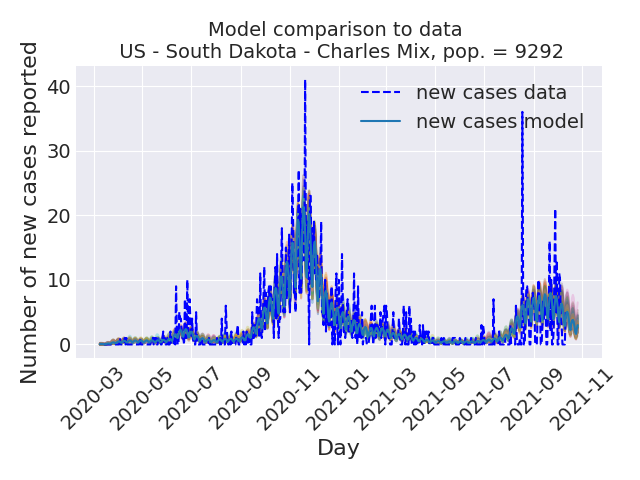 Model comparison to data
US - South Dakota - Charles Mix, pop. = 9292
Number of new cases reported
40
30
20
10
0
new cases data
new cases model
2020-03
2020-05
2020-07
2020-09
2020-11
2021-01
2021-03
2021-05
2021-07
2021-09
2021-11
Day